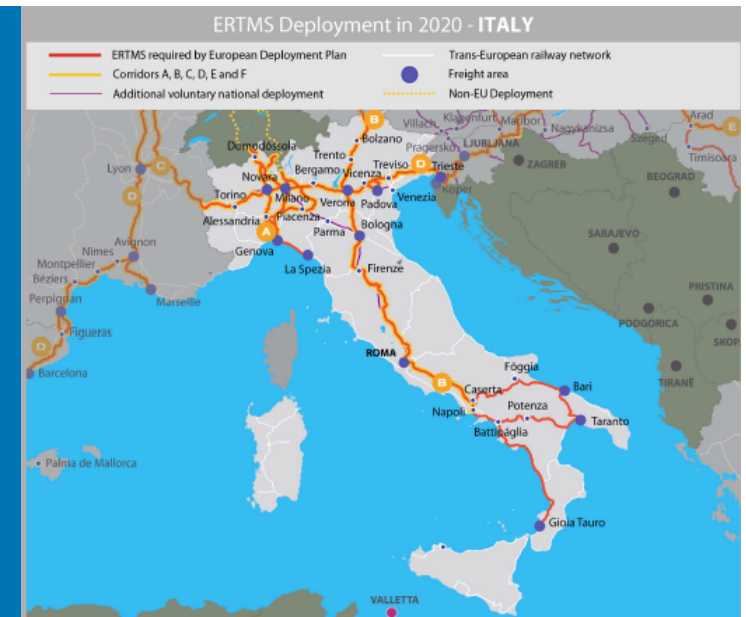 ERTMS Deployment in 2020 - ITALY
ERTMS required by European Deployment Plan
Trans-European railway network
Corridors A, B, C, D, E and F
Freight area
Additional voluntary national deployment
Non-EU Deployment
B
Bolzano
Villach
Klagenfurt
Maribor
Nagykanizsa
Szeged
Arad
E
Timisoara
Pragersko
LJUBLJANA
ZAGREB
Domodóssola
Trento
Bergamo
Vicenza
Treviso
D
Trieste
Koper
BEOGRAD
Lyon
C
Novara
Torino
Milano
Verona
Padova
Venezia
D
Alessandria
Piacenza
A
Parma
Bologna
SARAJEVO
Genova
La Spezia
Firenze
Avignon
Nîmes
Montpellier
Béziers
Perpignan
Marseille
PRISTINA
PODGORICA
SKOP
Figueras
D
Barcelona
ROMA
B
Caserta
Fóggia
Bari
TIRANË
Napoli
Potenza
Battipáglia
Taranto
Palma de Mallorca
Gioia Tauro
VALLETTA